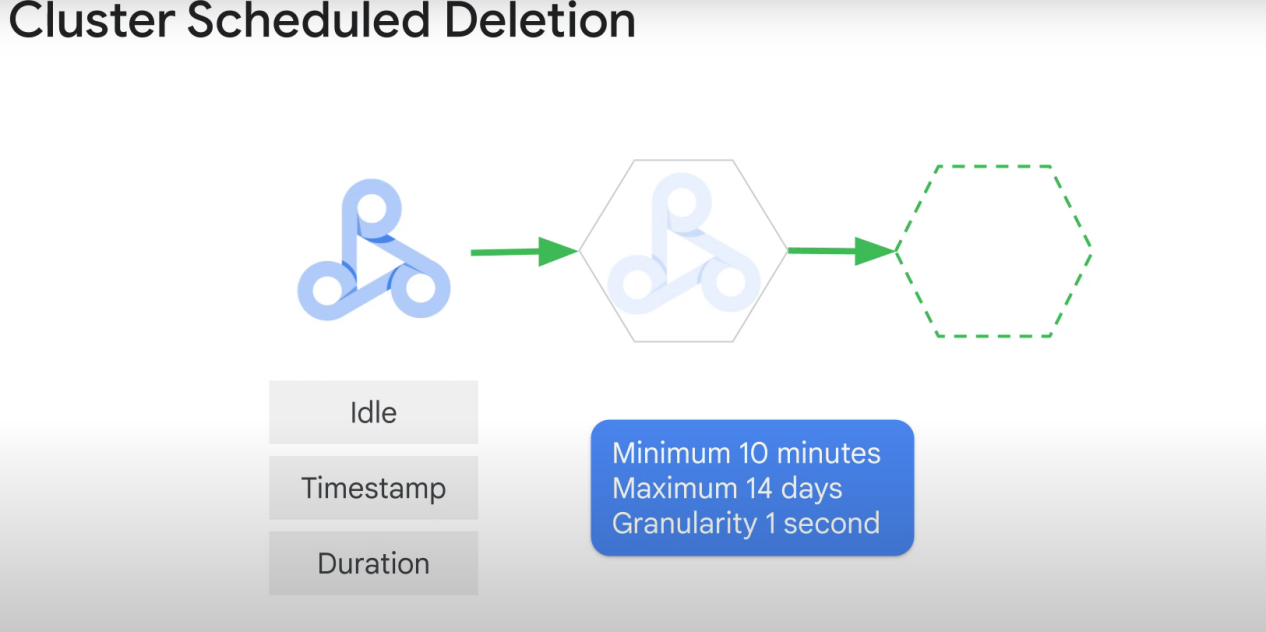 Cluster Scheduled Deletion
Idle
Timestamp
Duration
Minimum 10 minutes
Maximum 14 days
Granularity 1 second